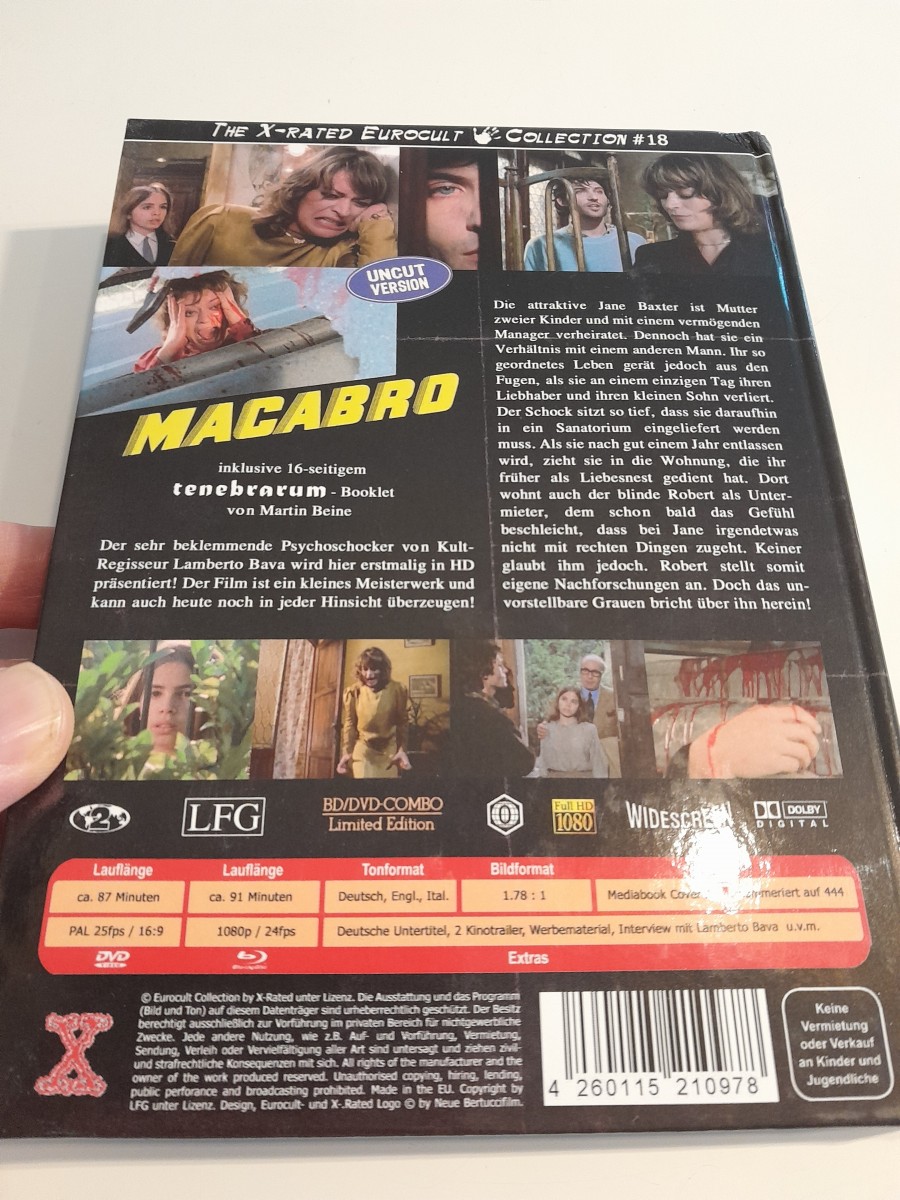 THE X-RATED EUROCULT COLLECTION #18
UNCUT
VERSION
MACABRO
inklusive 16-seitigem
tenebrarum - Booklet
von Martin Beine
Der sehr beklemmende Psychoschocker von Kult-
Regisseur Lamberto Bava wird hier erstmalig in HD
präsentiert! Der Film ist ein kleines Meisterwerk und
kann auch heute noch in jeder Hinsicht überzeugen!
Die attraktive Jane Baxter ist Mutter
zweier Kinder und mit einem vermögenden
Manager verheiratet. Dennoch hat sie ein
Verhältnis mit einem anderen Mann. Ihr so
geordnetes Leben gerät jedoch aus den
Fugen, als sie an einem einzigen Tag ihren
Liebhaber und ihren kleinen Sohn verliert.
Der Schock sitzt so tief, dass sie daraufhin
in ein Sanatorium eingeliefert werden
muss. Als sie nach gut einem Jahr entlassen
wird, zieht sie in die Wohnung, die ihr
früher als Liebesnest gedient hat. Dort
wohnt auch der blinde Robert als Unter-
mieter, dem schon bald das Gefühl
beschleicht, dass bei Jane irgendetwas
nicht mit rechten Dingen zugeht. Keiner
glaubt ihm jedoch. Robert stellt somit
eigene Nachforschungen an. Doch das un-
vorstellbare Grauen bricht über ihn herein!
2
LFG
BD/DVD-COMBO
Limited Edition
0
Full HD
1080
WIDESCREEN
DOLBY
DIGITAL
Lauflänge Lauflänge Tonformat Bildformat
ca. 87 Minuten ca. 91 Minuten Deutsch, Engl., Ital. 1.78 : 1 Mediabook Cover auf 444
PAL 25fps / 16:9 1080p / 24fps Deutsche Untertitel, 2 Kinotrailer, Werbematerial, Interview mit Lamberto Bava u.v.m.
DVD VIDEO Blu-ray Disc Extras
X
© Eurocult Collection by X-Rated unter Lizenz. Die Ausstattung und das Programm
(Bild und Ton) auf diesem Datenträger sind urheberrechtlich geschützt. Der Besitz
berechtigt ausschließlich zur Vorführung im privaten Bereich für nichtgewerbliche
Zwecke. Jede andere Nutzung, wie z.B. Auf- und Vorführung, Vermietung,
Sendung, Verleih oder Vervielfältigung aller Art sind untersagt und ziehen zivil-
und strafrechtliche Konsequenzen mit sich. All rights of the manufacturer and the
owner of the work produced reserved. Unauthorised copying, hiring, lending,
public perforance and broadcasting prohibited. Made in the EU. Copyright by
LFG unter Lizenz. Design, Eurocult- und X-.Rated Logo © by Neue Bertuccifilm.
4 260115 210978
Keine
Vermietung
oder Verkauf
an Kinder und
Jugendliche